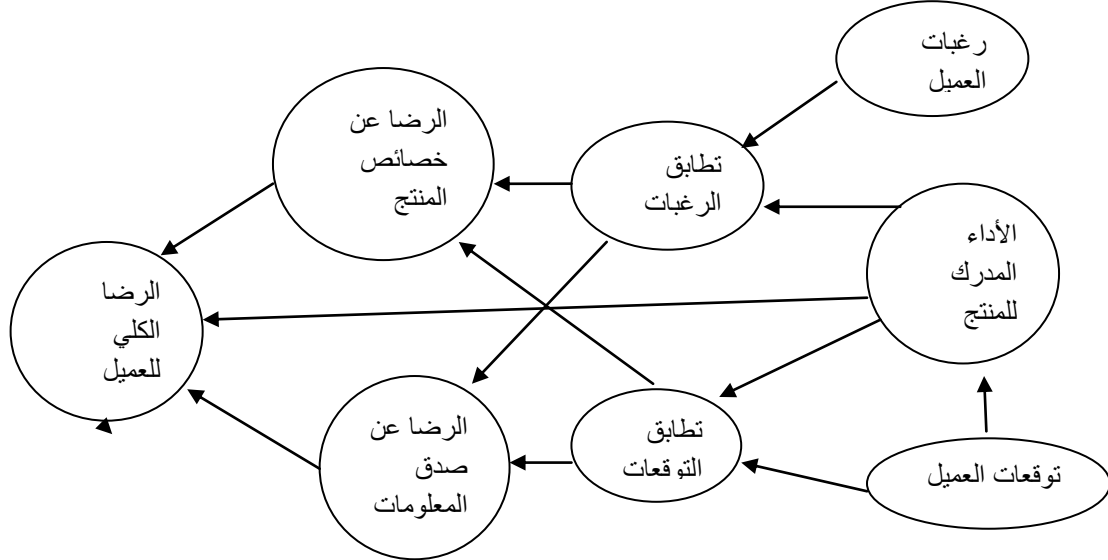 رغبات
العميل
الرضا عن
خصائص
المنتج
تطابق
الرغبات
الأداء
المدرك
للمنتج
الرضا
الكلي
للعميل
الرضا عن
صدق
المعلومات
تطابق
التوقعات
توقعات العميل